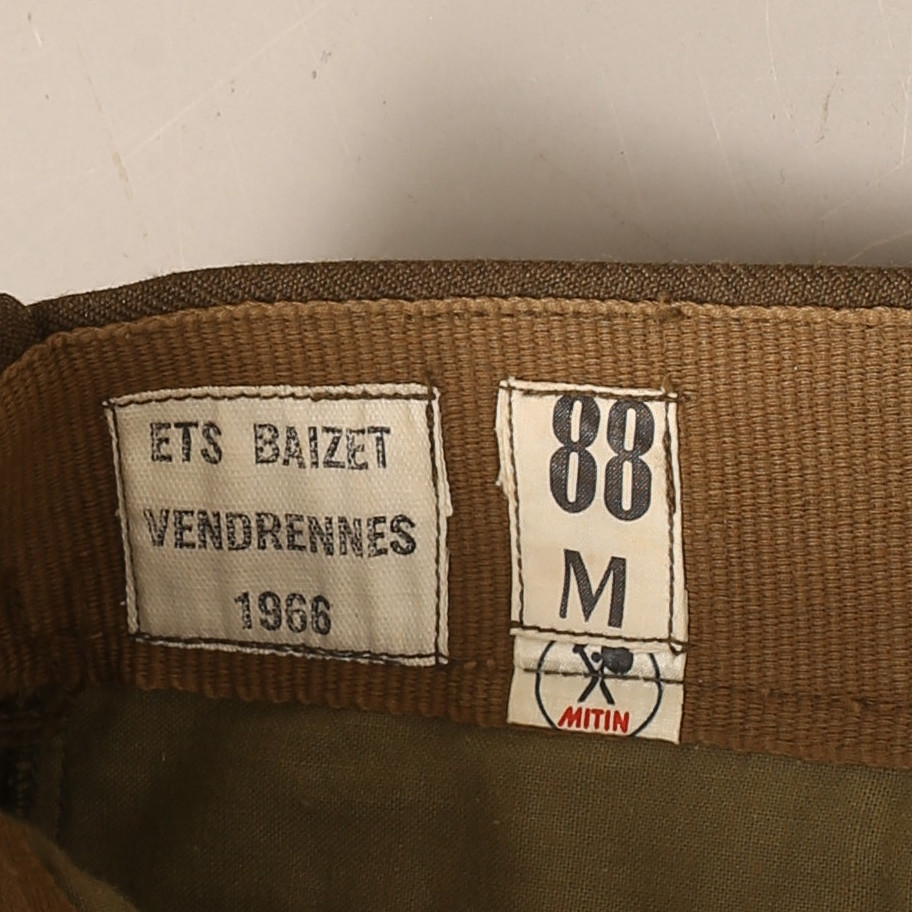 ETS BAIZET
VENDRENNES
1966
88
M
MITIN